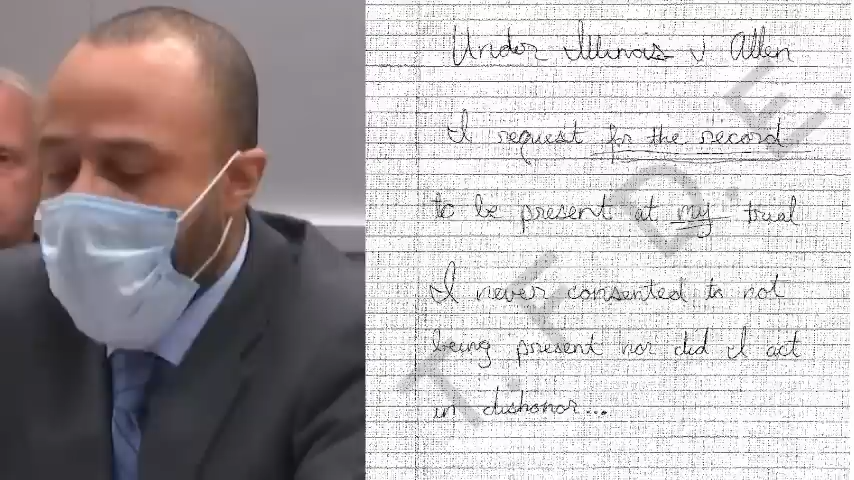 Under Illinois v Allen
I request for the record
to be present at my trial
I never consented to not
being present nor did I act
in dishonor...
T.F.D.E.